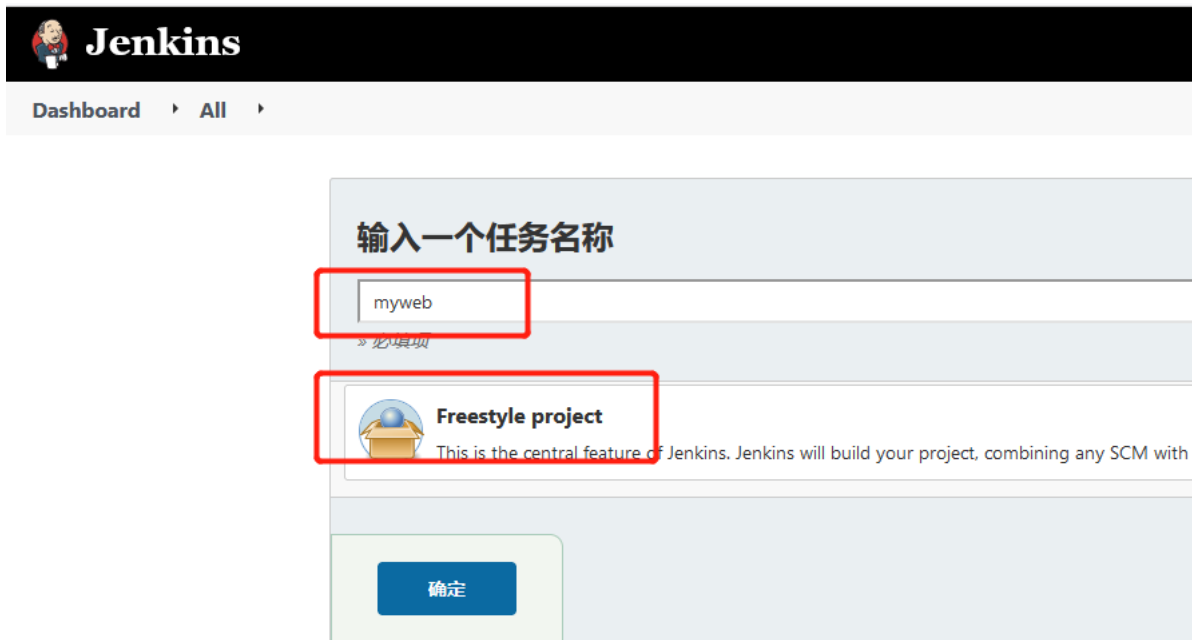 Jenkins
Dashboard All
输入一个任务名称
myweb
» 必填项
Freestyle project
This is the central feature of Jenkins. Jenkins will build your project, combining any SCM with
确定